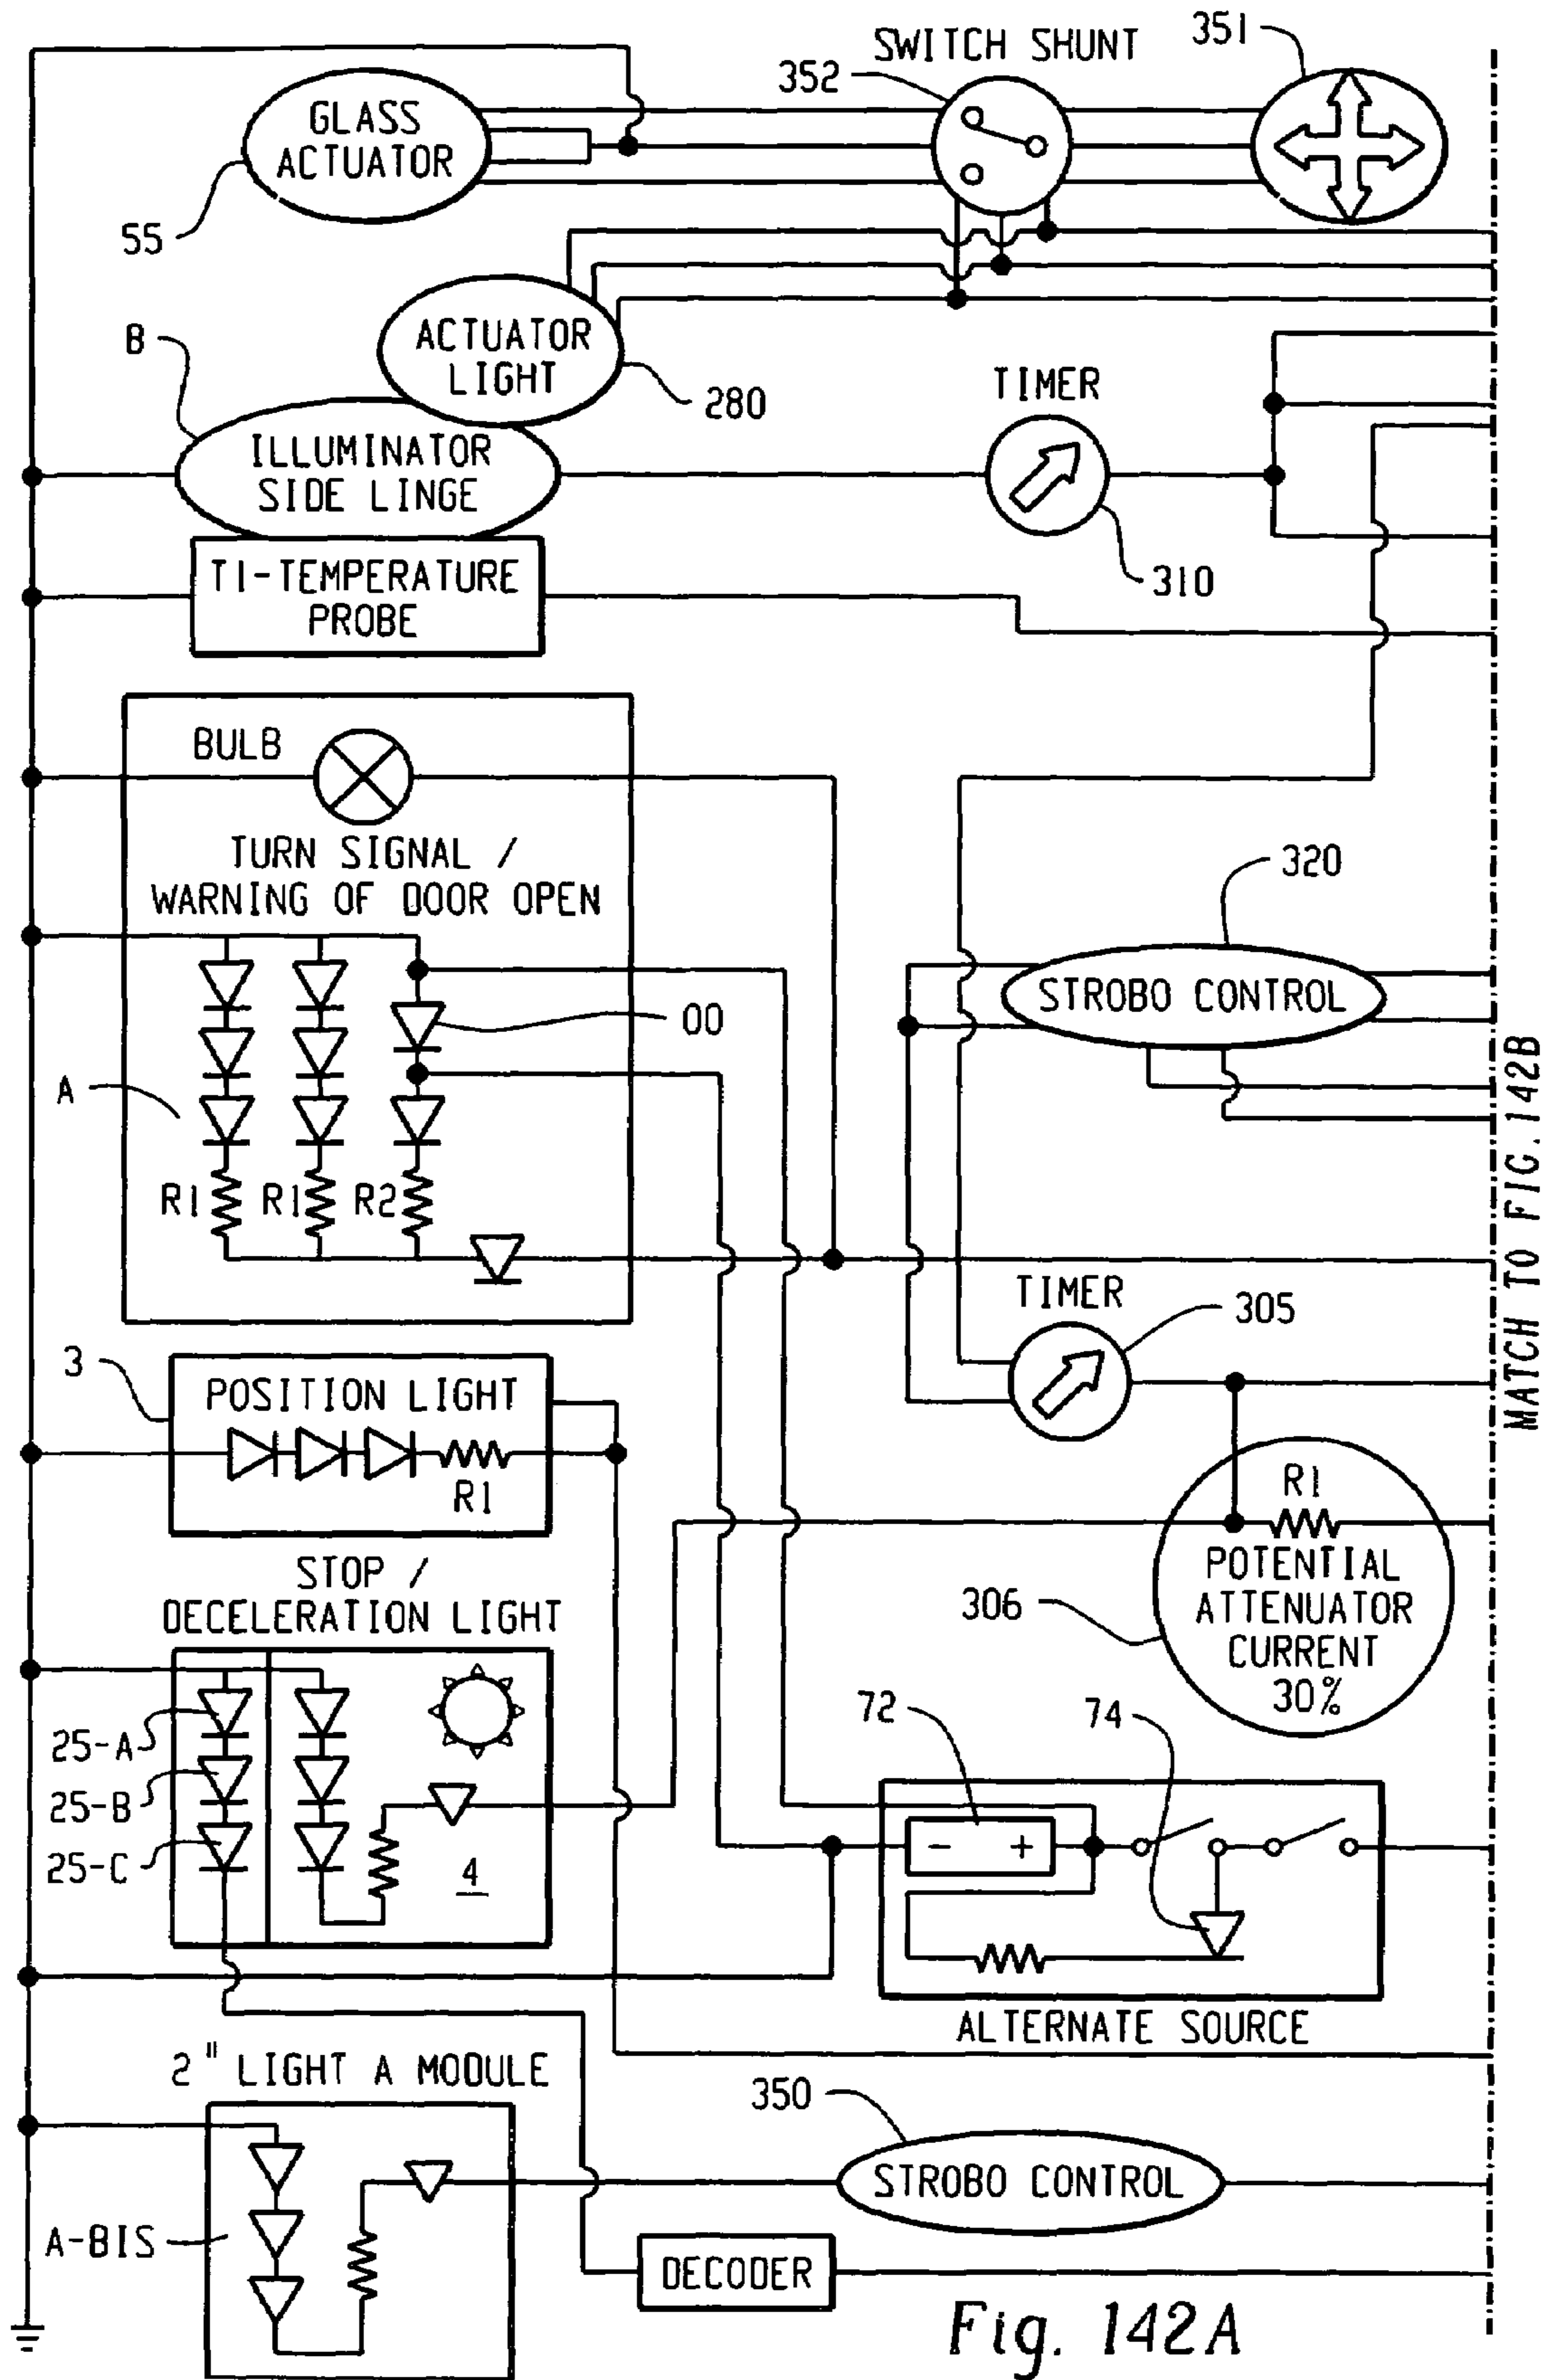 351
SWITCH SHUNT
352
GLASS
ACTUATOR
55
ACTUATOR
LIGHT
280
B
ILLUMINATOR
SIDE LINGE
TIMER
310
T1-TEMPERATURE
PROBE
BULB
TURN SIGNAL /
WARNING OF DOOR OPEN
00
A
R1 R1 R2
320
STROBO CONTROL
MATCH TO FIG. 142B
TIMER
305
3
POSITION LIGHT
R1
R1
POTENTIAL
ATTENUATOR
CURRENT
30%
306
STOP /
DECELERATION LIGHT
25-A
25-B
25-C
4
72
74
- +
ALTERNATE SOURCE
2" LIGHT A MODULE
350
STROBO CONTROL
A-BIS
DECODER
Fig. 142A